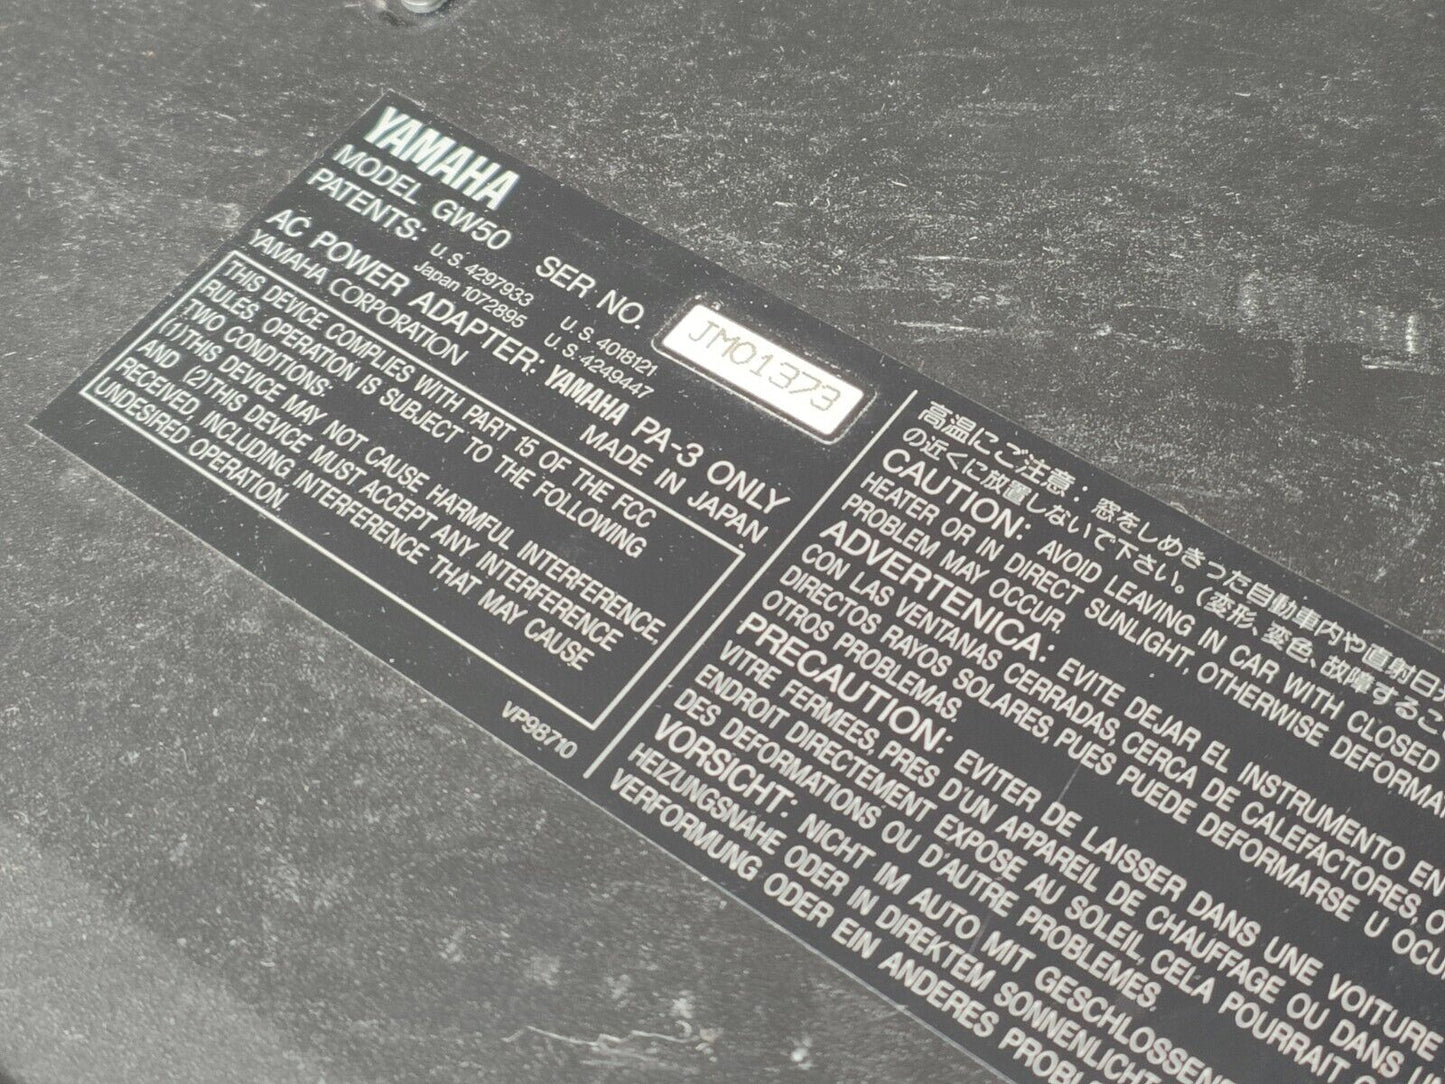 YAMAHA
MODEL GW50 SER NO. JM01373
PATENTS: U.S. 4297933 U.S. 4018121
Japan 1072895 U.S. 4249447
AC POWER ADAPTER: YAMAHA PA-3 ONLY
YAMAHA CORPORATION MADE IN JAPAN
THIS DEVICE COMPLIES WITH PART 15 OF THE FCC
RULES. OPERATION IS SUBJECT TO THE FOLLOWING
TWO CONDITIONS:
(1)THIS DEVICE MAY NOT CAUSE HARMFUL INTERFERENCE,
AND (2)THIS DEVICE MUST ACCEPT ANY INTERFERENCE
RECEIVED, INCLUDING INTERFERENCE THAT MAY CAUSE
UNDESIRED OPERATION.
VP98710
高温にご注意: 窓をしめきった自動車内や直射日光
の近くに放置しないで下さい。(変形、変色、故障するこ
CAUTION: AVOID LEAVING IN CAR WITH CLOSED
HEATER OR IN DIRECT SUNLIGHT, OTHERWISE DEFORMA
PROBLEM MAY OCCUR.
ADVERTENICA: EVITE DEJAR EL INSTRUMENTO EN
CON LAS VENTANAS CERRADAS, CERCA DE CALEFACTORES, O
DIRECTOS RAYOS SOLARES, PUES PUEDE DEFORMARSE U OCU
OTROS PROBLEMAS.
PRECAUTION: EVITER DE LAISSER DANS UNE VOITURE
VITRE FERMEES, PRES D'UN APPAREIL DE CHAUFFAGE OU DANS U
ENDROIT DIRECTEMENT EXPOSE AU SOLEIL, CELA POURRAIT
DES DEFORMATIONS OU D'AUTRE PROBLEMES.
VORSICHT: NICHT IM AUTO MIT GESCHLOSSEN
HEIZUNGSNAHE ODER IN DIREKTEM SONNENLICHT
VERFORMUNG ODER EIN ANDERES PROBLE